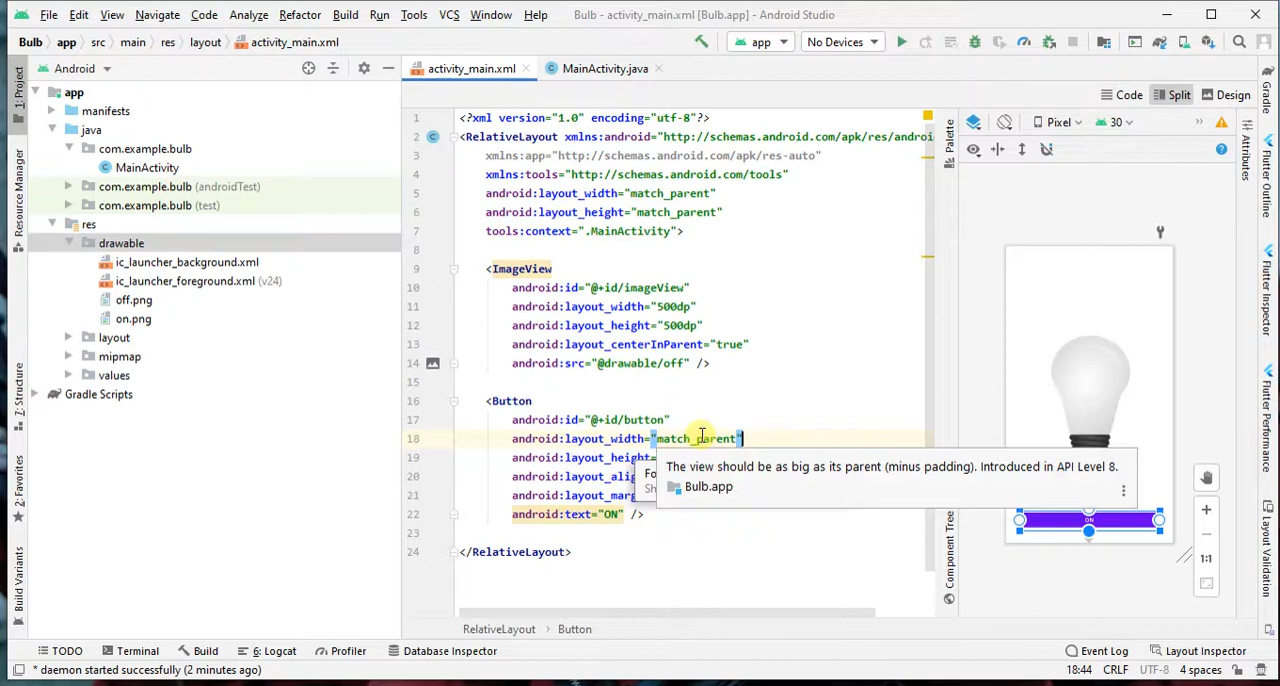 File Edit View Navigate Code Analyze Refactor Build Run Tools VCS Window Help Bulb - activity_main.xml [Bulb.app] - Android Studio
Bulb app src main res layout activity_main.xml app No Devices
Android activity_main.xml MainActivity.java
Code Split Design
1: Project
Resource Manager
7: Structure
2: Favorites
Build Variants
app
manifests
java
com.example.bulb
MainActivity
com.example.bulb (androidTest)
com.example.bulb (test)
res
drawable
ic_launcher_background.xml
ic_launcher_foreground.xml (v24)
off.png
on.png
layout
mipmap
values
Gradle Scripts
1 <?xml version="1.0" encoding="utf-8"?>
2 <RelativeLayout xmlns:android="http://schemas.android.com/apk/res/androi
3 xmlns:app="http://schemas.android.com/apk/res-auto"
4 xmlns:tools="http://schemas.android.com/tools"
5 android:layout_width="match_parent"
6 android:layout_height="match_parent"
7 tools:context=".MainActivity">
8
9 <ImageView
10 android:id="@+id/imageView"
11 android:layout_width="500dp"
12 android:layout_height="500dp"
13 android:layout_centerInParent="true"
14 android:src="@drawable/off" />
15
16 <Button
17 android:id="@+id/button"
18 android:layout_width="match_parent"
19 android:layout_height=
20 android:layout_alig
21 android:layout_marg
22 android:text="ON" />
23
24 </RelativeLayout>
Fo
Sh
The view should be as big as its parent (minus padding). Introduced in API Level 8.
Bulb.app
RelativeLayout Button
Palette
Component Tree
Pixel 30
ON
1:1
Attributes
Gradle
Flutter Outline
Flutter Inspector
Flutter Performance
Layout Validation
TODO Terminal Build 6: Logcat Profiler Database Inspector Event Log Layout Inspector
* daemon started successfully (2 minutes ago) 18:44 CRLF UTF-8 4 spaces